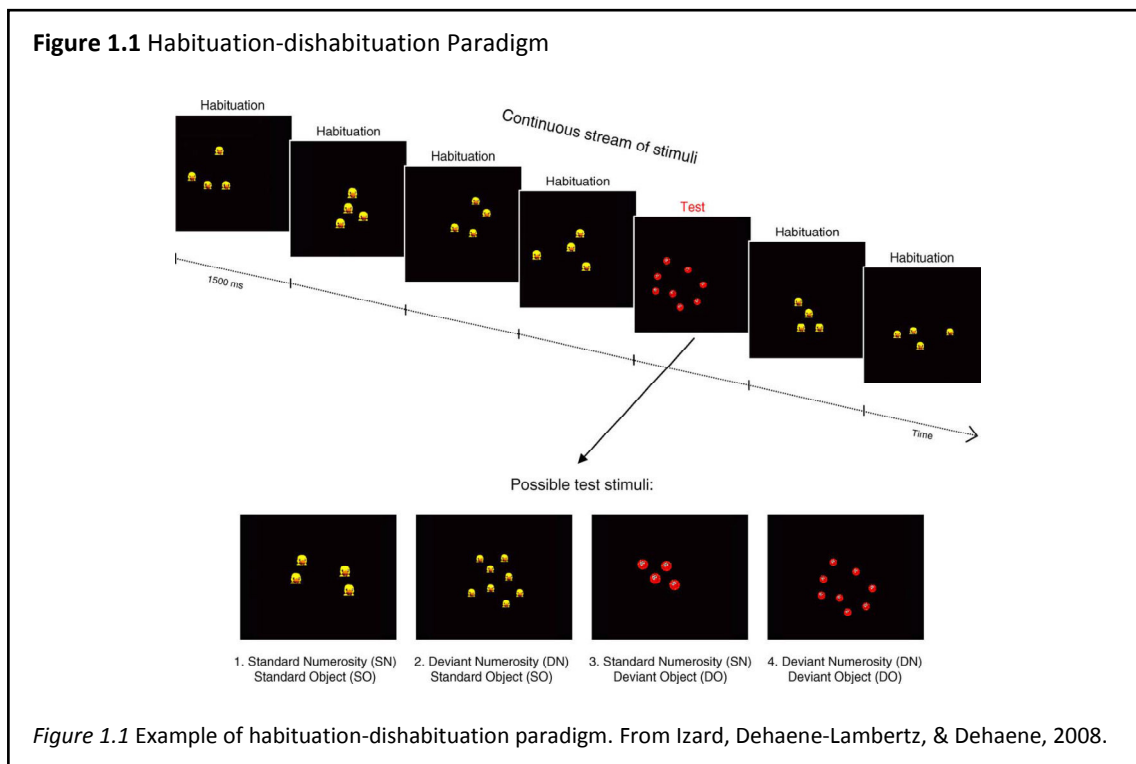 Figure 1.1 Habituation-dishabituation Paradigm
Habituation
Habituation
Habituation
Habituation
Continuous stream of stimuli
Test
Habituation
Habituation
1500 ms
Time
Possible test stimuli:
1. Standard Numerosity (SN)
Standard Object (SO)
2. Deviant Numerosity (DN)
Standard Object (SO)
3. Standard Numerosity (SN)
Deviant Object (DO)
4. Deviant Numerosity (DN)
Deviant Object (DO)
Figure 1.1 Example of habituation-dishabituation paradigm. From Izard, Dehaene-Lambertz, & Dehaene, 2008.